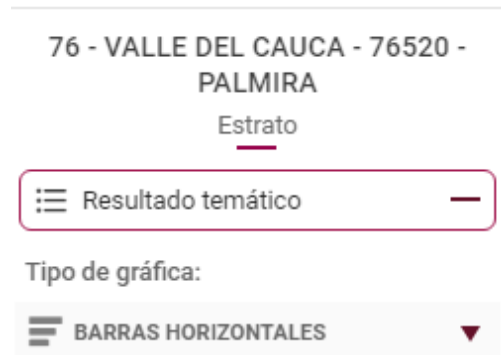 76 - VALLE DEL CAUCA - 76520 -
PALMIRA
Estrato
Resultado temático
Tipo de gráfica:
BARRAS HORIZONTALES